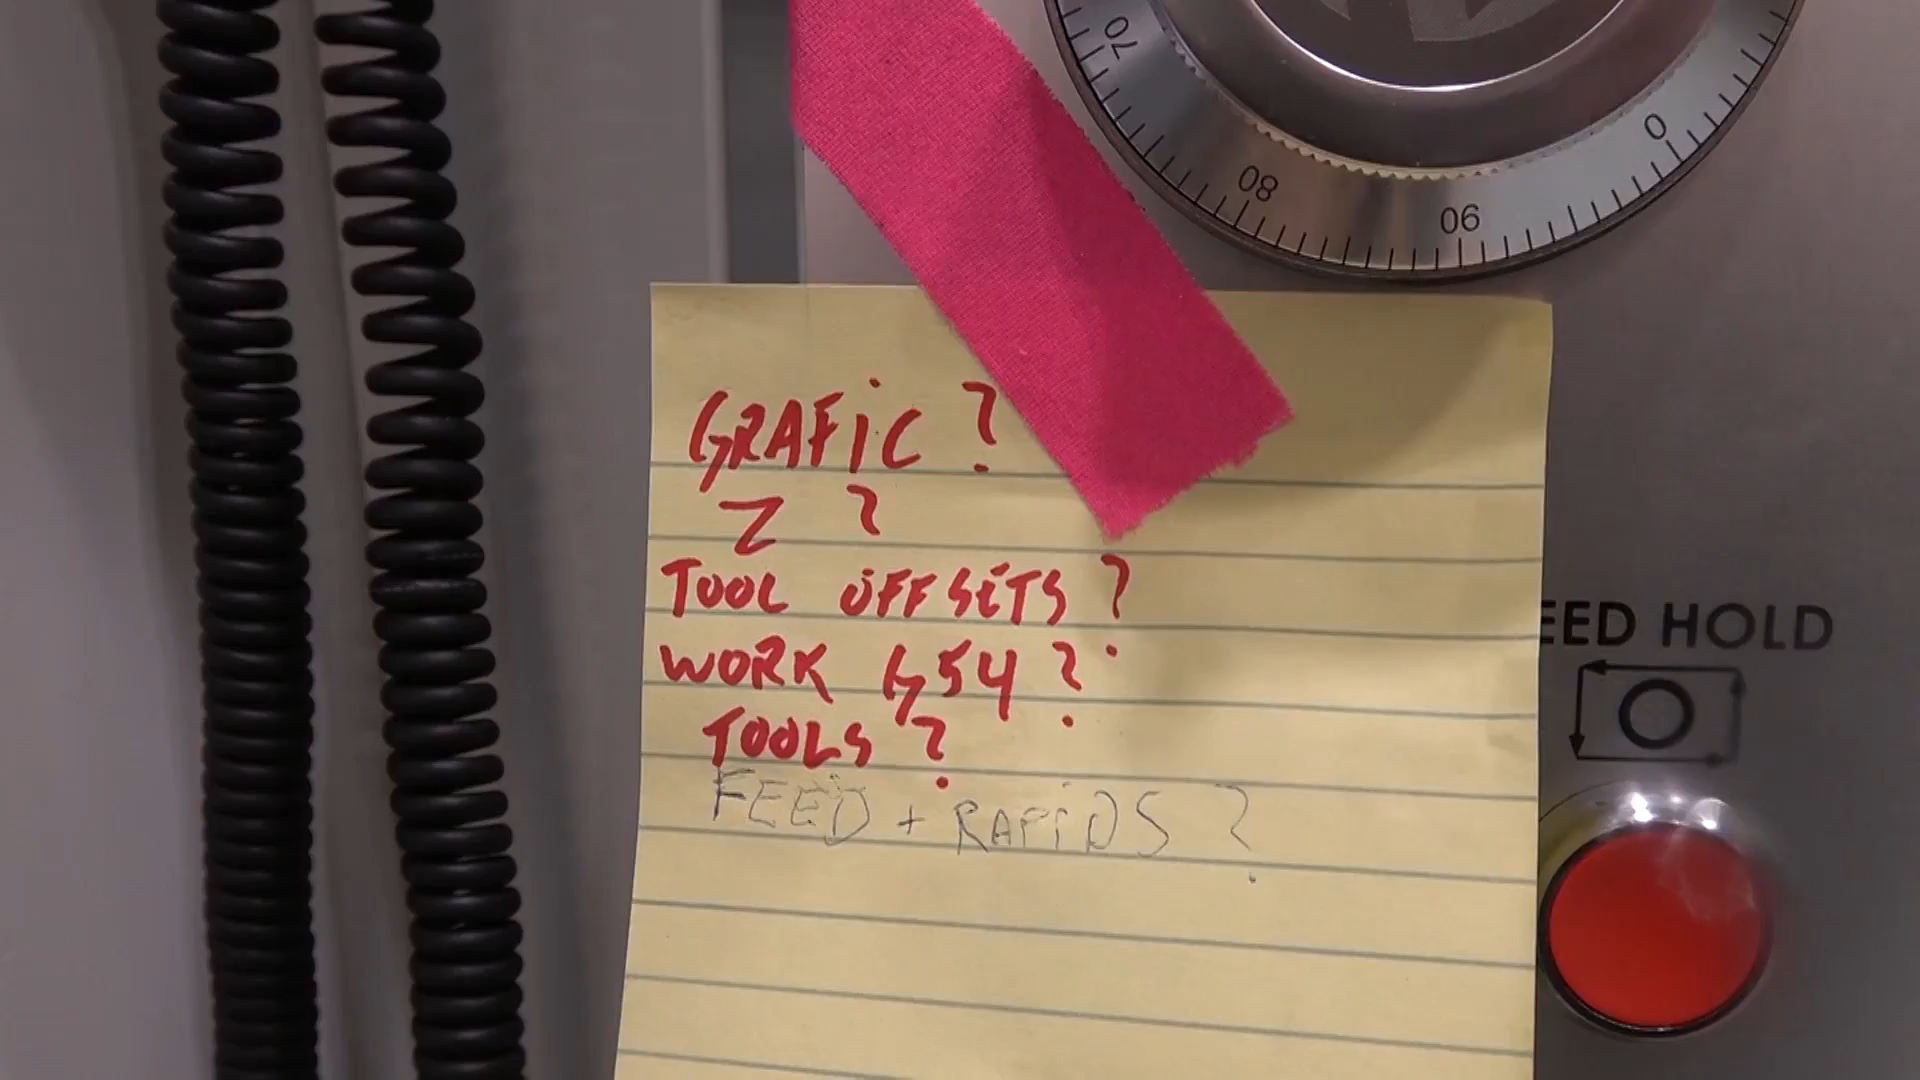 70
80
90
0
GRAFIC ?
Z ?
TOOL OFFSETS ?
WORK G54 ?
TOOLS ?
FEED + RAPIDS ?
EED HOLD